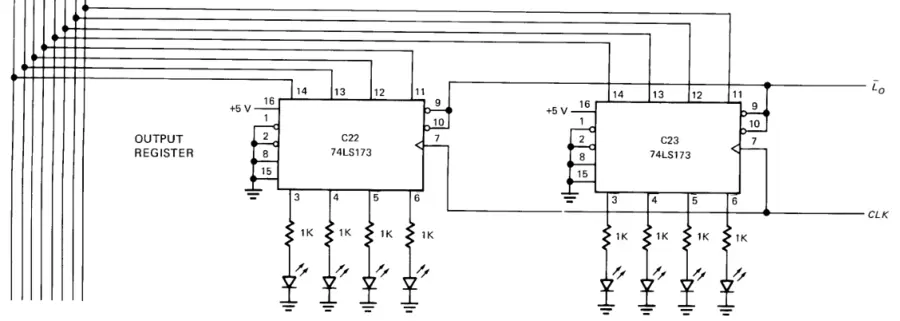 14 13 12 11
14 13 12 11
L̄O
+5 V 16 9
+5 V 16 9
1 10
1 10
OUTPUT 2 C22 7
2 C23 7
REGISTER 8 74LS173
8 74LS173
15
15
3 4 5 6
3 4 5 6
CLK
1K 1K 1K 1K
1K 1K 1K 1K